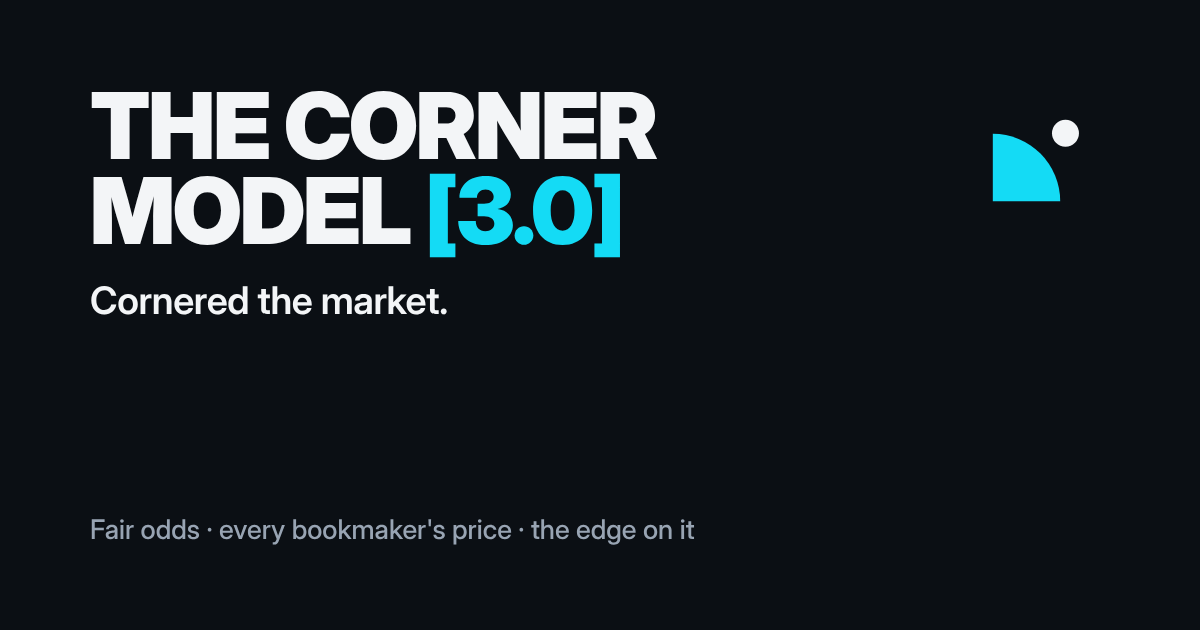 THE CORNER
MODEL [3.0]
Cornered the market.
Fair odds · every bookmaker's price · the edge on it